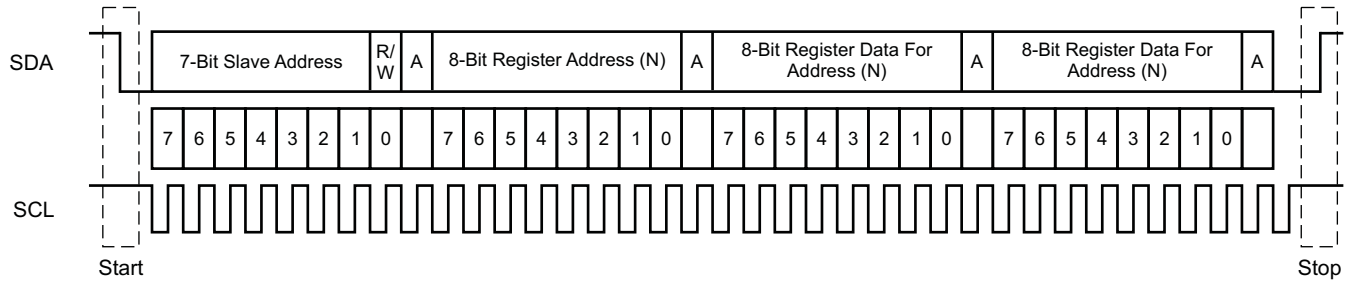 SDA
7-Bit Slave Address
R/
W
A
8-Bit Register Address (N)
A
8-Bit Register Data For
Address (N)
A
8-Bit Register Data For
Address (N)
A
7 6 5 4 3 2 1 0 7 6 5 4 3 2 1 0 7 6 5 4 3 2 1 0 7 6 5 4 3 2 1 0
SCL
Start
Stop